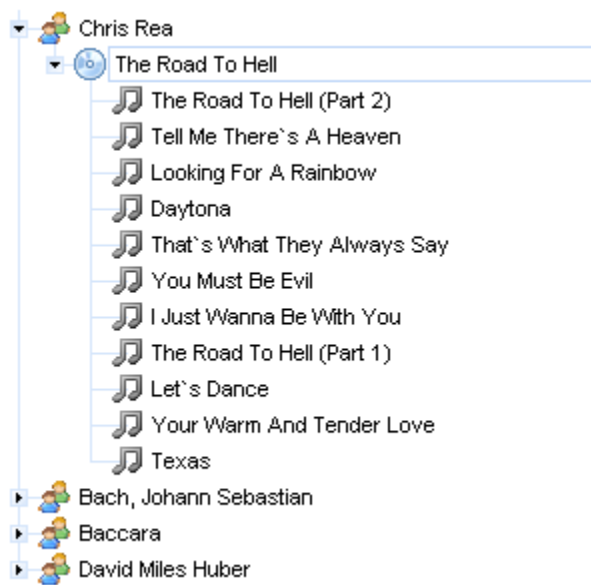 Chris Rea
The Road To Hell
The Road To Hell (Part 2)
Tell Me There`s A Heaven
Looking For A Rainbow
Daytona
That`s What They Always Say
You Must Be Evil
I Just Wanna Be With You
The Road To Hell (Part 1)
Let`s Dance
Your Warm And Tender Love
Texas
Bach, Johann Sebastian
Baccara
David Miles Huber